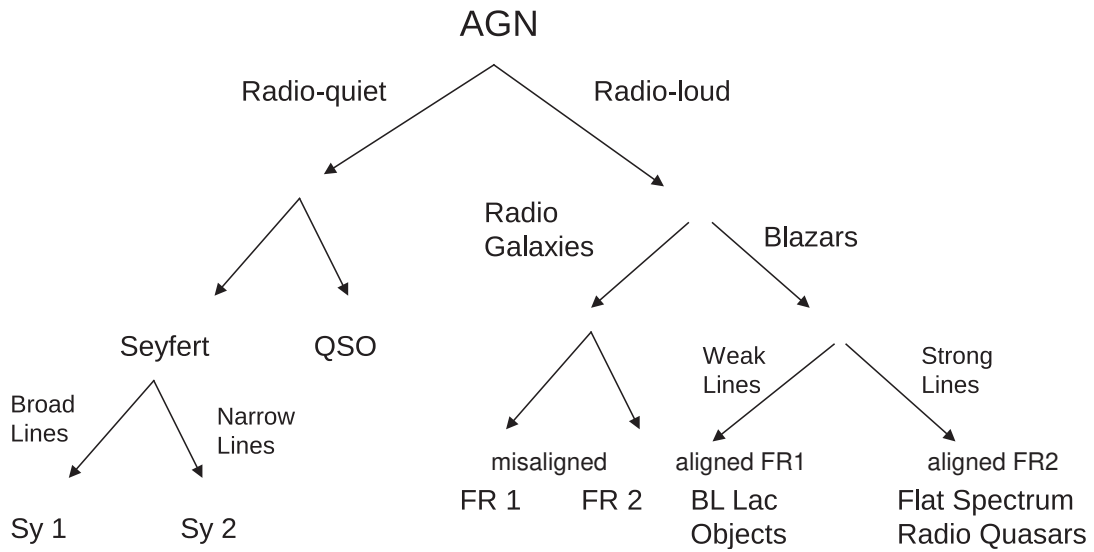 AGN
Radio-quiet
Radio-loud
Radio
Galaxies
Blazars
Seyfert
QSO
Weak
Lines
Strong
Lines
Broad
Lines
Narrow
Lines
misaligned
aligned FR1
aligned FR2
FR 1
FR 2
BL Lac
Objects
Flat Spectrum
Radio Quasars
Sy 1
Sy 2